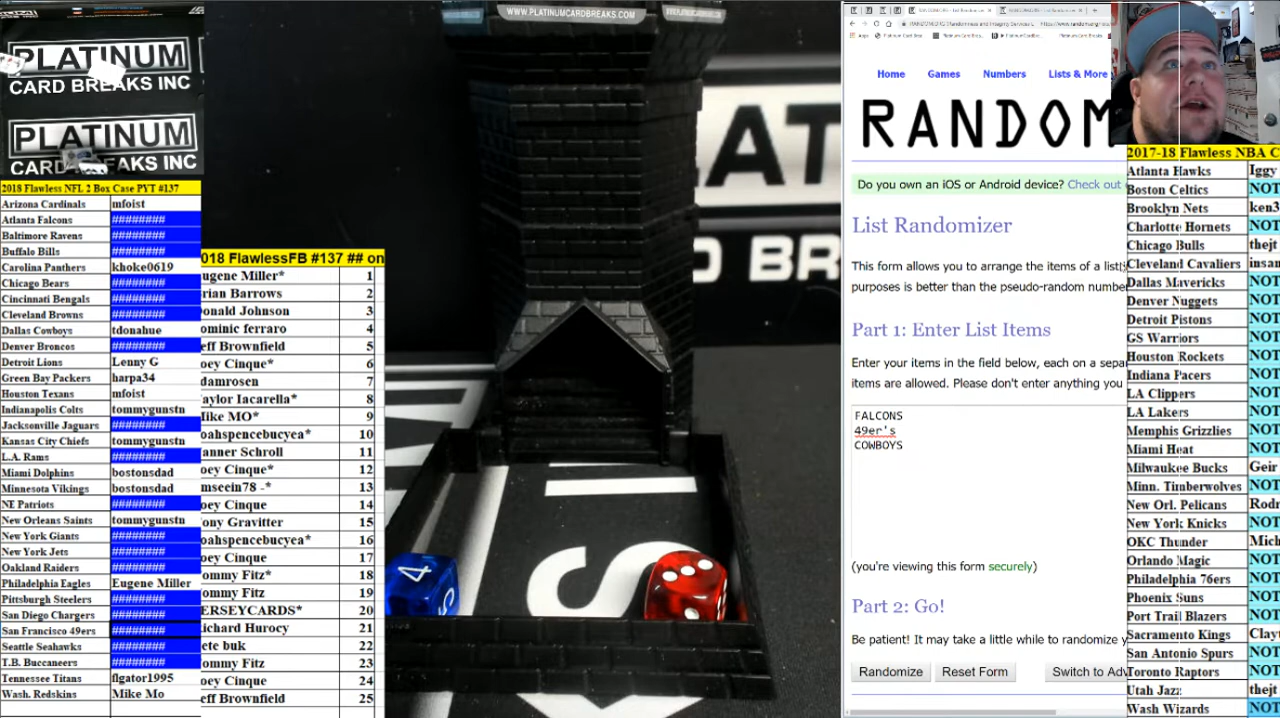 PLATINUM
CARD BREAKS INC
PLATINUM
CARD BREAKS INC
2018 Flawless NFL 2 Box Case PYT #137
Arizona Cardinals mfoist
Atlanta Falcons ########
Baltimore Ravens ########
Buffalo Bills ########
Carolina Panthers khoke0619
Chicago Bears ########
Cincinnati Bengals ########
Cleveland Browns ########
Dallas Cowboys tdonahue
Denver Broncos ########
Detroit Lions Lenny G
Green Bay Packers harpa34
Houston Texans mfoist
Indianapolis Colts tommygunstn
Jacksonville Jaguars ########
Kansas City Chiefs tommygunstn
L.A. Rams ########
Miami Dolphins bostonsdad
Minnesota Vikings bostonsdad
NE Patriots ########
New Orleans Saints tommygunstn
New York Giants ########
New York Jets ########
Oakland Raiders ########
Philadelphia Eagles Eugene Miller
Pittsburg Steelers ########
San Diego Chargers ########
San Francisco 49ers ########
Seattle Seahawks ########
T.B. Buccaneers ########
Tennessee Titans flgator1995
Wash. Redskins Mike Mo
018 FlawlessFB #137 ## on
ugene Miller* 1
rian Barrows 2
onald Johnson 3
ominic ferraro 4
eff Brownfield 5
oey Cinque* 6
damrosen 7
aylor Iacarella* 8
ike MO* 9
oahspencebucyea* 10
anner Schroll 11
oey Cinque* 12
mseein78 -* 13
oey Cinque 14
ony Gravitter 15
oahspencebucyea* 16
oey Cinque 17
ommy Fitz* 18
ommy Fitz 19
ERSEYCARDS* 20
ichard Hurocy 21
ete buk 22
ommy Fitz 23
oey Cinque 24
eff Brownfield 25
WWW.PLATINUMCARDBREAKS.COM
AT
D BR
4
Home Games Numbers Lists & More
RANDOM
Do you own an iOS or Android device? Check out
List Randomizer
This form allows you to arrange the items of a list
purposes is better than the pseudo-random number
Part 1: Enter List Items
Enter your items in the field below, each on a sepa
items are allowed. Please don't enter anything you
FALCONS
49er's
COWBOYS
(you're viewing this form securely)
Part 2: Go!
Be patient! It may take a little while to randomize y
Randomize Reset Form Switch to Adv
2017-18 Flawless NBA C
Atlanta Hawks Iggy
Boston Celtics NOT
Brooklyn Nets ken3
Charlotte Hornets NOT
Chicago Bulls thejt
Cleveland Cavaliers insan
Dallas Mavericks NOT
Denver Nuggets NOT
Detroit Pistons NOT
GS Warriors NOT
Houston Rockets NOT
Indiana Pacers NOT
LA Clippers NOT
LA Lakers NOT
Memphis Grizzlies NOT
Miami Heat NOT
Milwaukee Bucks Geir
Minn. Timberwolves NOT
New Orl. Pelicans Rodr
New York Knicks NOT
OKC Thunder Mich
Orlando Magic NOT
Philadelphia 76ers NOT
Phoenix Suns NOT
Port Trail Blazers NOT
Sacramento Kings Clay
San Antonio Spurs NOT
Toronto Raptors NOT
Utah Jazz thejt
Wash Wizards NOT